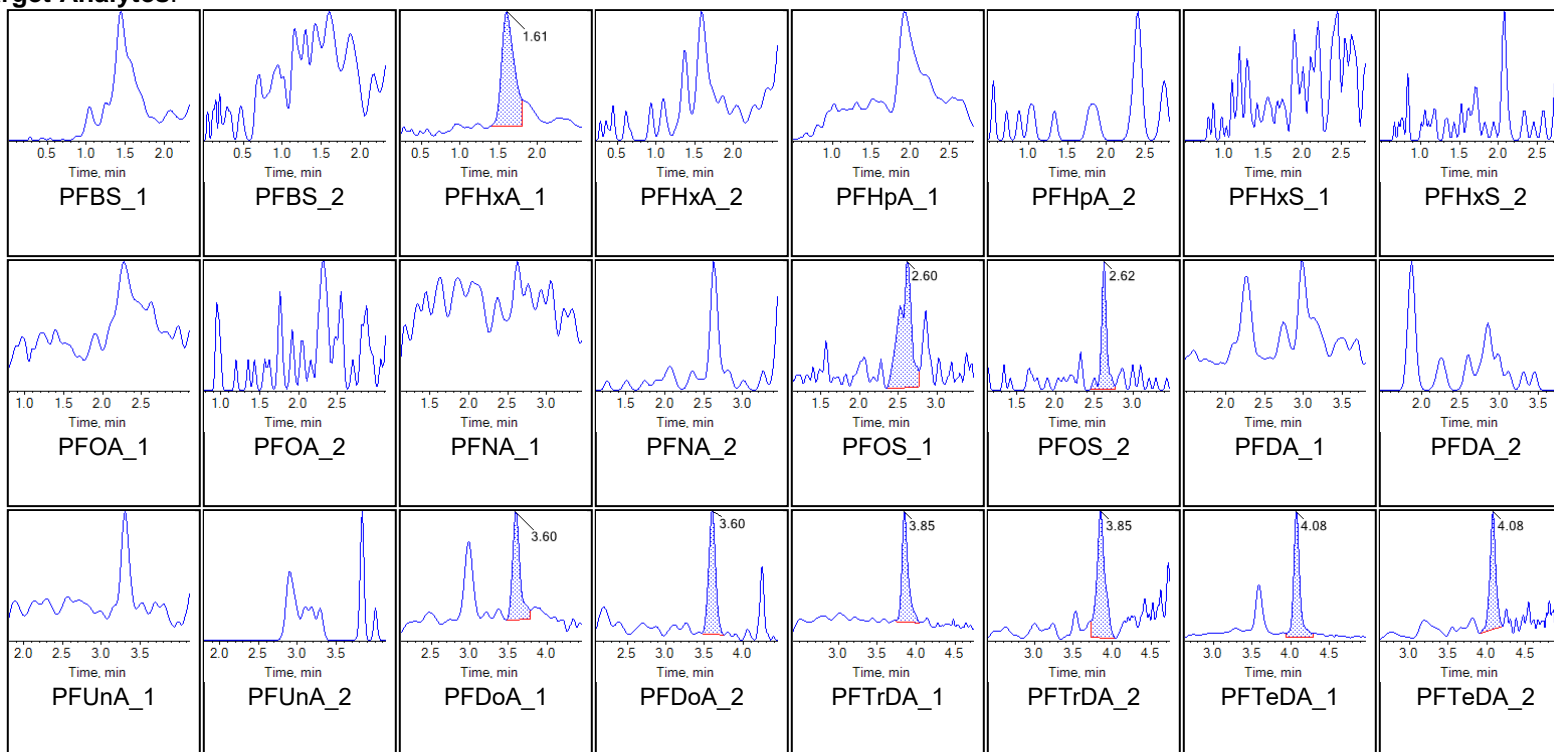 rget Analytes:
1.61
0.5 1.0 1.5 2.0 0.5 1.0 1.5 2.0 0.5 1.0 1.5 2.0 0.5 1.0 1.5 2.0 1.0 1.5 2.0 2.5 1.0 1.5 2.0 2.5 1.0 1.5 2.0 2.5 1.0 1.5 2.0 2.5
Time, min Time, min Time, min Time, min Time, min Time, min Time, min Time, min
PFBS_1 PFBS_2 PFHxA_1 PFHxA_2 PFHpA_1 PFHpA_2 PFHxS_1 PFHxS_2
2.60 2.62
1.0 1.5 2.0 2.5 1.0 1.5 2.0 2.5 1.5 2.0 2.5 3.0 1.5 2.0 2.5 3.0 1.5 2.0 2.5 3.0 1.5 2.0 2.5 3.0 2.0 2.5 3.0 3.5 2.0 2.5 3.0 3.5
Time, min Time, min Time, min Time, min Time, min Time, min Time, min Time, min
PFOA_1 PFOA_2 PFNA_1 PFNA_2 PFOS_1 PFOS_2 PFDA_1 PFDA_2
3.60 3.60 3.85 3.85 4.08 4.08
2.0 2.5 3.0 3.5 2.0 2.5 3.0 3.5 2.5 3.0 3.5 4.0 2.5 3.0 3.5 4.0 3.0 3.5 4.0 4.5 3.0 3.5 4.0 4.5 3.0 3.5 4.0 4.5 3.0 3.5 4.0 4.5
Time, min Time, min Time, min Time, min Time, min Time, min Time, min Time, min
PFUnA_1 PFUnA_2 PFDoA_1 PFDoA_2 PFTrDA_1 PFTrDA_2 PFTeDA_1 PFTeDA_2